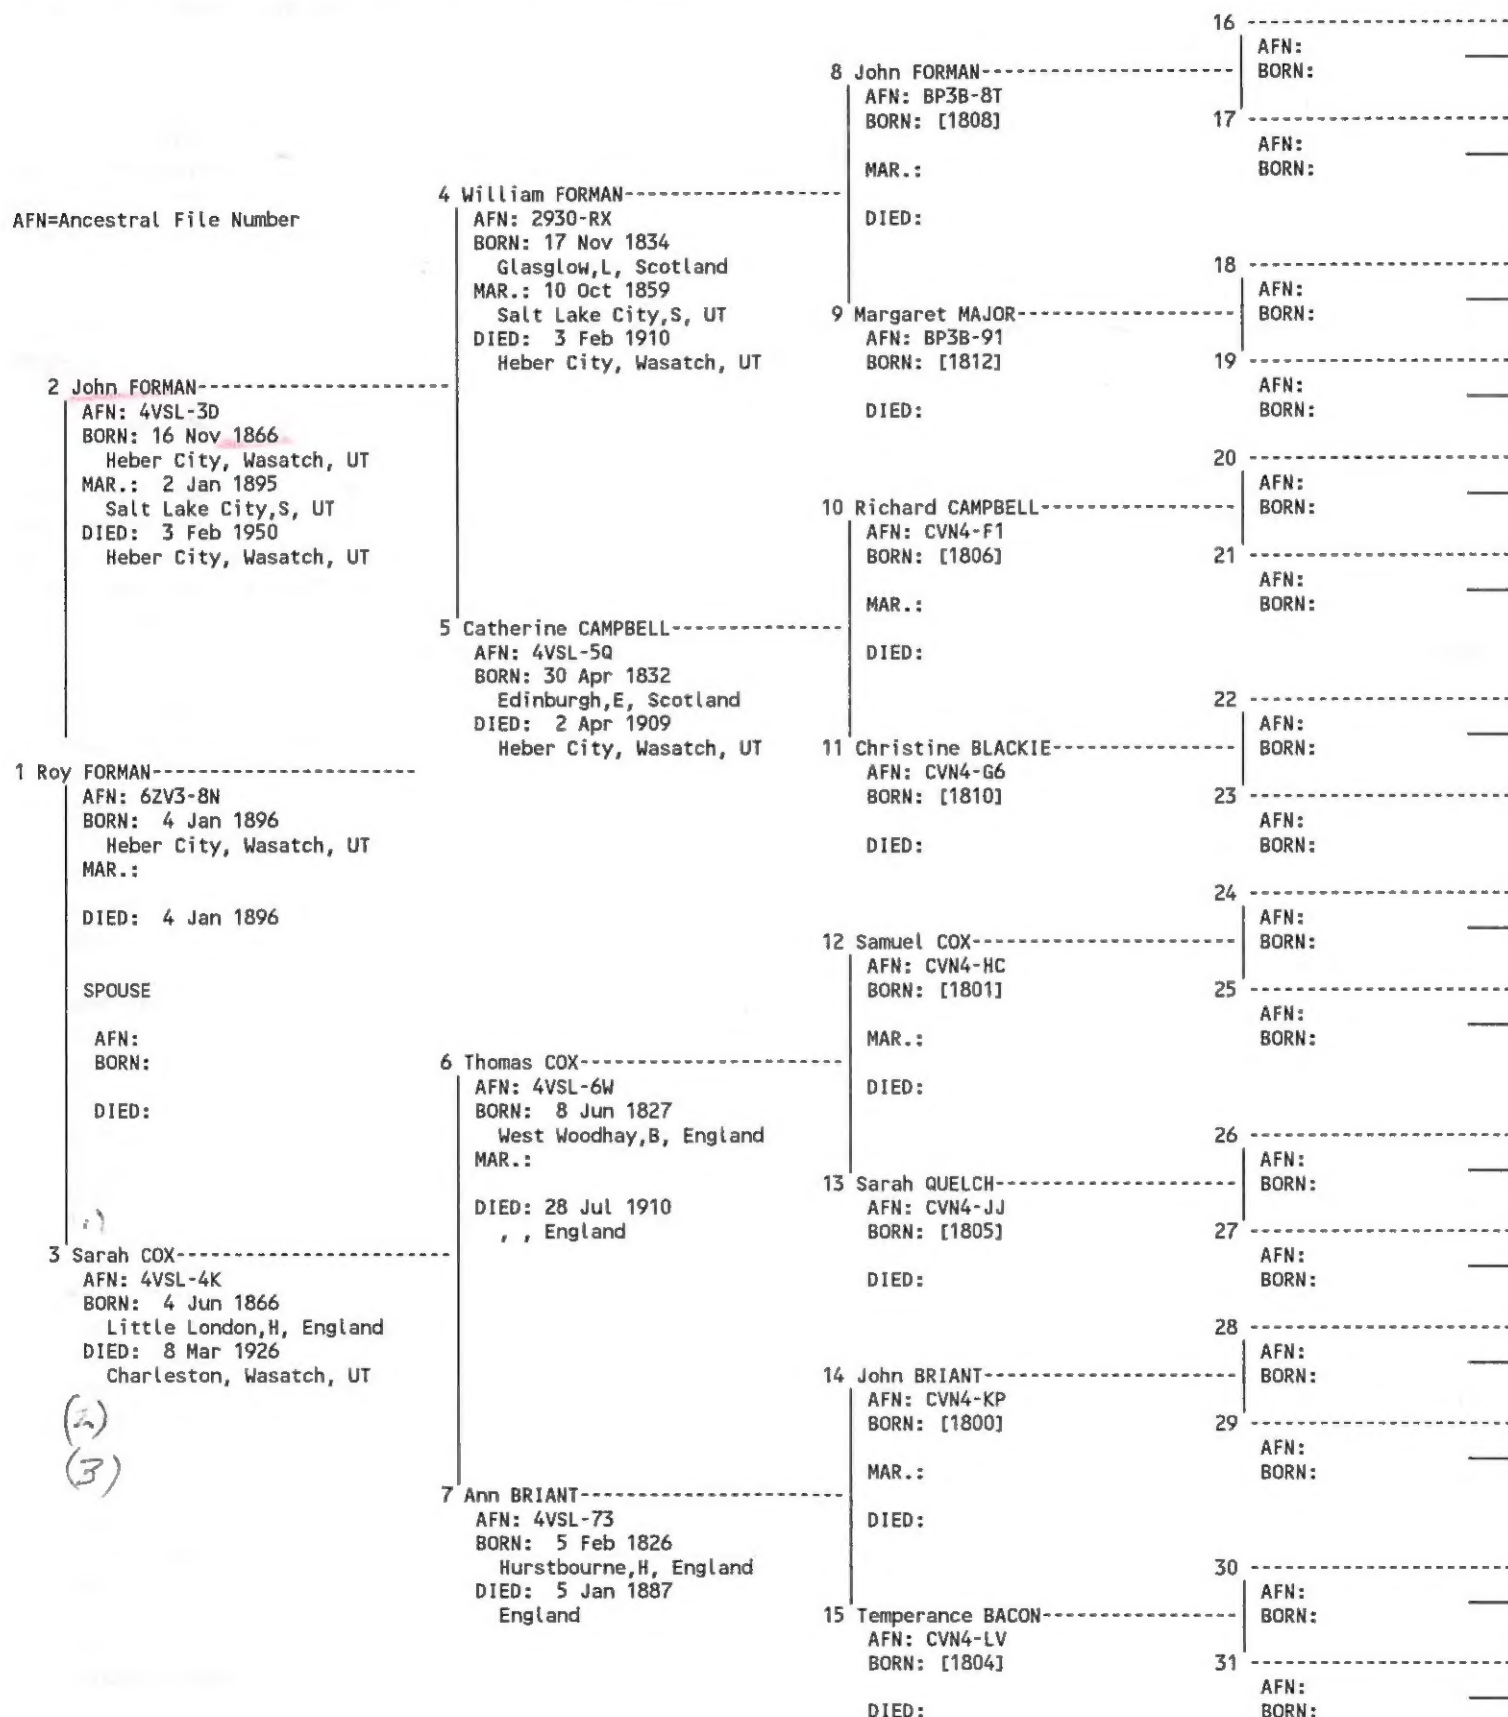 AFN=Ancestral File Number
2 John FORMAN
AFN: 4VSL-3D
BORN: 16 Nov 1866
Heber City, Wasatch, UT
MAR.: 2 Jan 1895
Salt Lake City,S, UT
DIED: 3 Feb 1950
Heber City, Wasatch, UT
1 Roy FORMAN
AFN: 6ZV3-8N
BORN: 4 Jan 1896
Heber City, Wasatch, UT
MAR.:
DIED: 4 Jan 1896
SPOUSE
AFN:
BORN:
DIED:
3 Sarah COX
AFN: 4VSL-4K
BORN: 4 Jun 1866
Little London,H, England
DIED: 8 Mar 1926
Charleston, Wasatch, UT
(2)
(3)
4 William FORMAN
AFN: 2930-RX
BORN: 17 Nov 1834
Glasglow,L, Scotland
MAR.: 10 Oct 1859
Salt Lake City,S, UT
DIED: 3 Feb 1910
Heber City, Wasatch, UT
5 Catherine CAMPBELL
AFN: 4VSL-5Q
BORN: 30 Apr 1832
Edinburgh,E, Scotland
DIED: 2 Apr 1909
Heber City, Wasatch, UT
6 Thomas COX
AFN: 4VSL-6W
BORN: 8 Jun 1827
West Woodhay,B, England
MAR.:
DIED: 28 Jul 1910
, , England
7 Ann BRIANT
AFN: 4VSL-73
BORN: 5 Feb 1826
Hurstbourne,H, England
DIED: 5 Jan 1887
England
8 John FORMAN
AFN: BP3B-8T
BORN: [1808]
MAR.:
DIED:
9 Margaret MAJOR
AFN: BP3B-91
BORN: [1812]
DIED:
10 Richard CAMPBELL
AFN: CVN4-F1
BORN: [1806]
MAR.:
DIED:
11 Christine BLACKIE
AFN: CVN4-G6
BORN: [1810]
DIED:
12 Samuel COX
AFN: CVN4-HC
BORN: [1801]
MAR.:
DIED:
13 Sarah QUELCH
AFN: CVN4-JJ
BORN: [1805]
DIED:
14 John BRIANT
AFN: CVN4-KP
BORN: [1800]
MAR.:
DIED:
15 Temperance BACON
AFN: CVN4-LV
BORN: [1804]
DIED:
16
AFN:
BORN:
17
AFN:
BORN:
18
AFN:
BORN:
19
AFN:
BORN:
20
AFN:
BORN:
21
AFN:
BORN:
22
AFN:
BORN:
23
AFN:
BORN:
24
AFN:
BORN:
25
AFN:
BORN:
26
AFN:
BORN:
27
AFN:
BORN:
28
AFN:
BORN:
29
AFN:
BORN:
30
AFN:
BORN:
31
AFN:
BORN: